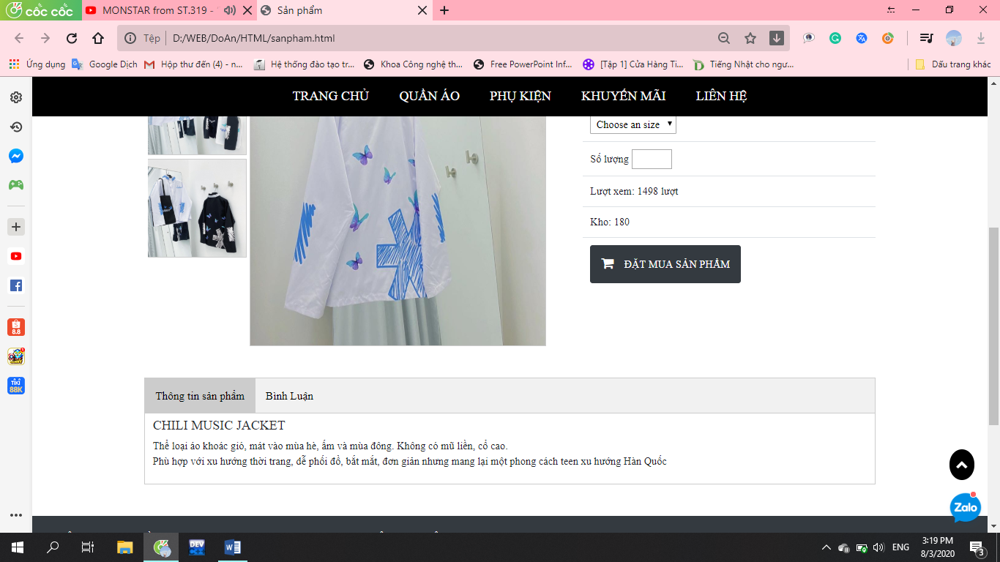 cốc cốc
MONSTAR from ST.319 -
Sản phẩm
Tệp
D:/WEB/DoAn/HTML/sanpham.html
Ứng dụng
Google Dịch
Hộp thư đến (4) - n...
Hệ thống đào tạo tr...
Khoa Công nghệ th...
Free PowerPoint Inf...
[Tập 1] Cửa Hàng Ti...
Tiếng Nhật cho ngư...
Dấu trang khác
TRANG CHỦ
QUẦN ÁO
PHỤ KIỆN
KHUYẾN MÃI
LIÊN HỆ
Choose an size
Số lượng
Lượt xem: 1498 lượt
Kho: 180
ĐẶT MUA SẢN PHẨM
8.8
TIKI
88K
Thông tin sản phẩm
Bình Luận
CHILI MUSIC JACKET
Thể loại áo khoác gió, mát vào mùa hè, ấm và mùa đông. Không có mũ liền, cổ cao.
Phù hợp với xu hướng thời trang, dễ phối đồ, bắt mắt, đơn giản nhưng mang lại một phong cách teen xu hướng Hàn Quốc
Zalo
DEV
C++
ENG
3:19 PM
8/3/2020
3